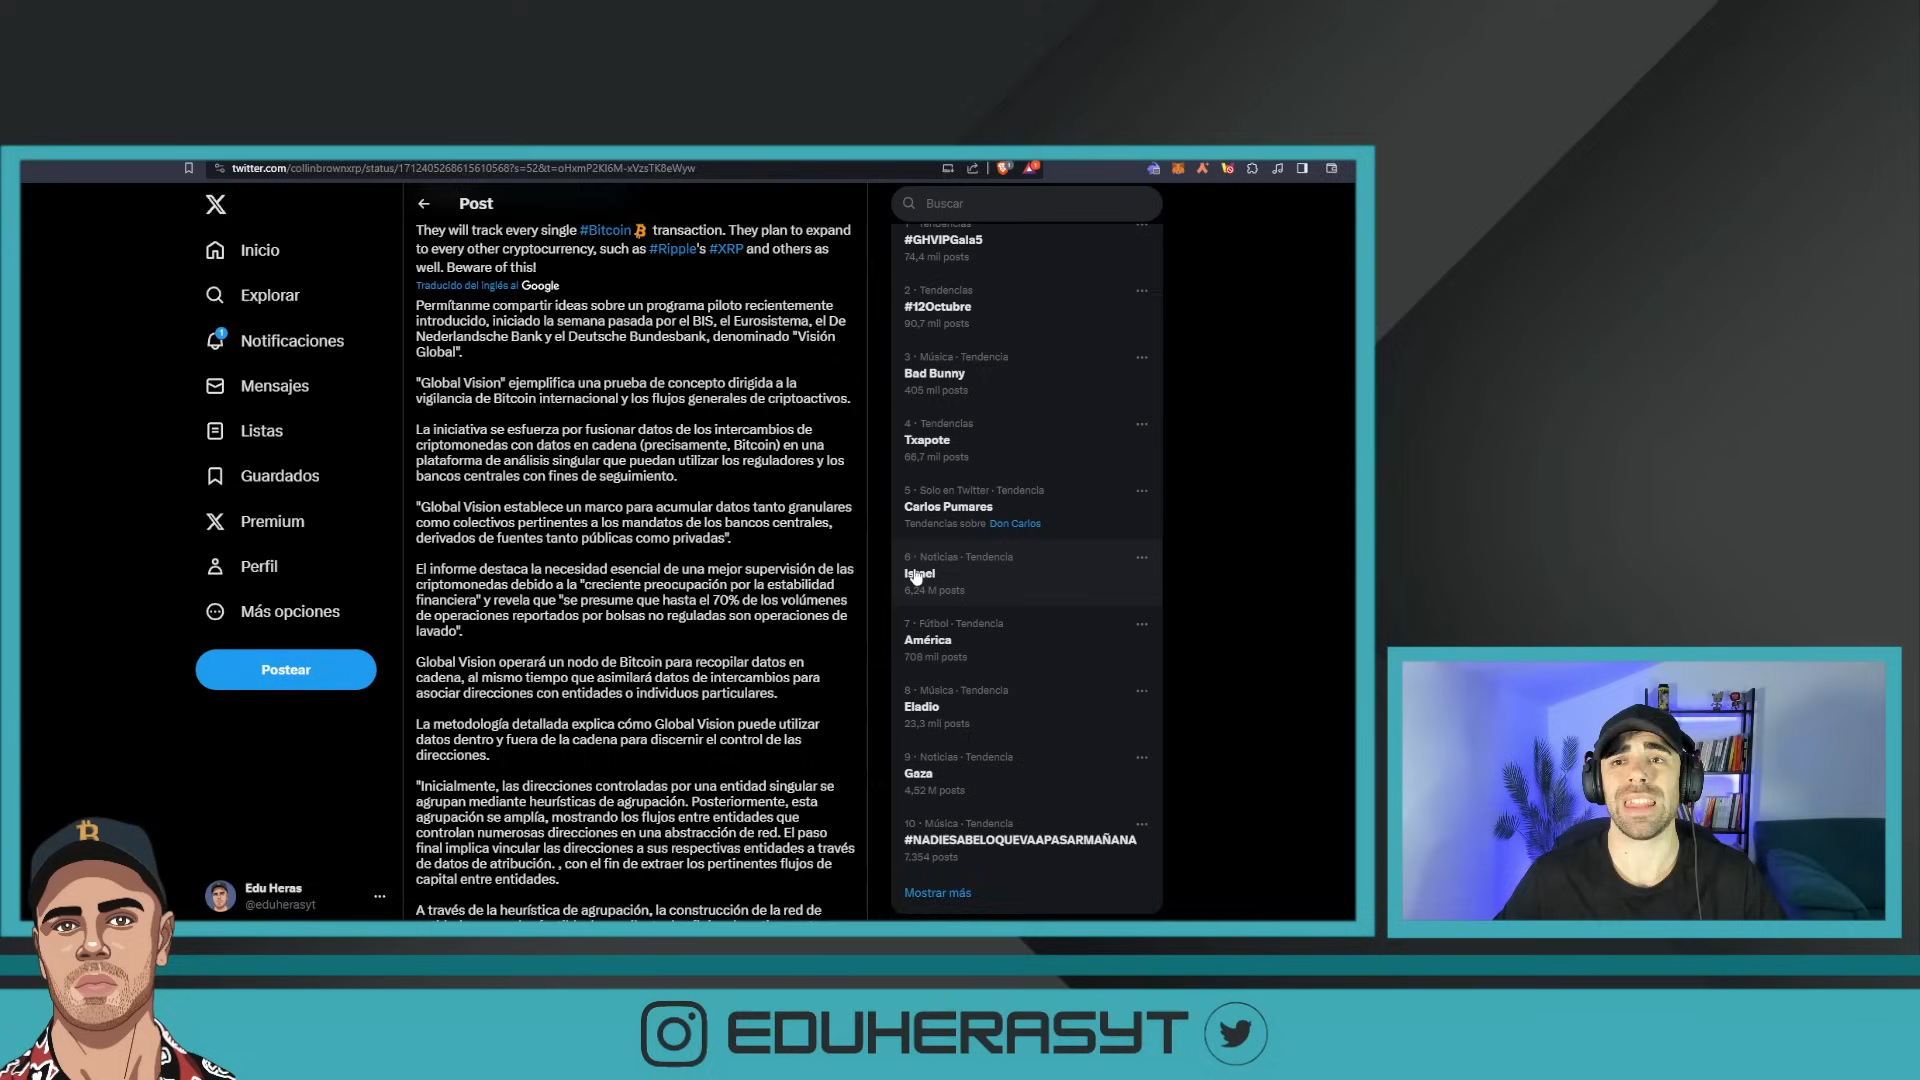 twitter.com/collinbrownxrp/status/1712405268615610568?s=52&t=oHxmP2Kl6M-xVzsTK8eWyw
Inicio
Explorar
1
Notificaciones
Mensajes
Listas
Guardados
Premium
Perfil
Más opciones
Postear
Edu Heras
@eduherasyt
Post
They will track every single #Bitcoin transaction. They plan to expand
to every other cryptocurrency, such as #Ripple's #XRP and others as
well. Beware of this!
Traducido del inglés al Google
Permítanme compartir ideas sobre un programa piloto recientemente
introducido, iniciado la semana pasada por el BIS, el Eurosistema, el De
Nederlandsche Bank y el Deutsche Bundesbank, denominado "Visión
Global".
"Global Vision" ejemplifica una prueba de concepto dirigida a la
vigilancia de Bitcoin internacional y los flujos generales de criptoactivos.
La iniciativa se esfuerza por fusionar datos de los intercambios de
criptomonedas con datos en cadena (precisamente, Bitcoin) en una
plataforma de análisis singular que puedan utilizar los reguladores y los
bancos centrales con fines de seguimiento.
"Global Vision establece un marco para acumular datos tanto granulares
como colectivos pertinentes a los mandatos de los bancos centrales,
derivados de fuentes tanto públicas como privadas".
El informe destaca la necesidad esencial de una mejor supervisión de las
criptomonedas debido a la "creciente preocupación por la estabilidad
financiera" y revela que "se presume que hasta el 70% de los volúmenes
de operaciones reportados por bolsas no reguladas son operaciones de
lavado".
Global Vision operará un nodo de Bitcoin para recopilar datos en
cadena, al mismo tiempo que asimilará datos de intercambios para
asociar direcciones con entidades o individuos particulares.
La metodología detallada explica cómo Global Vision puede utilizar
datos dentro y fuera de la cadena para discernir el control de las
direcciones.
"Inicialmente, las direcciones controladas por una entidad singular se
agrupan mediante heurísticas de agrupación. Posteriormente, esta
agrupación se amplía, mostrando los flujos entre entidades que
controlan numerosas direcciones en una abstracción de red. El paso
final implica vincular las direcciones a sus respectivas entidades a través
de datos de atribución. , con el fin de extraer los pertinentes flujos de
capital entre entidades.
A través de la heurística de agrupación, la construcción de la red de
Buscar
#GHVIPGala5
74,4 mil posts
2 · Tendencias
#12Octubre
90,7 mil posts
3 · Música · Tendencia
Bad Bunny
405 mil posts
4 · Tendencias
Txapote
66,7 mil posts
5 · Solo en Twitter · Tendencia
Carlos Pumares
Tendencias sobre Don Carlos
6 · Noticias · Tendencia
Israel
6,24 M posts
7 · Fútbol · Tendencia
América
708 mil posts
8 · Música · Tendencia
Eladio
23,3 mil posts
9 · Noticias · Tendencia
Gaza
4,52 M posts
10 · Música · Tendencia
#NADIESABELOQUEVAAPASARMAÑANA
7.354 posts
Mostrar más
EDUHERASYT